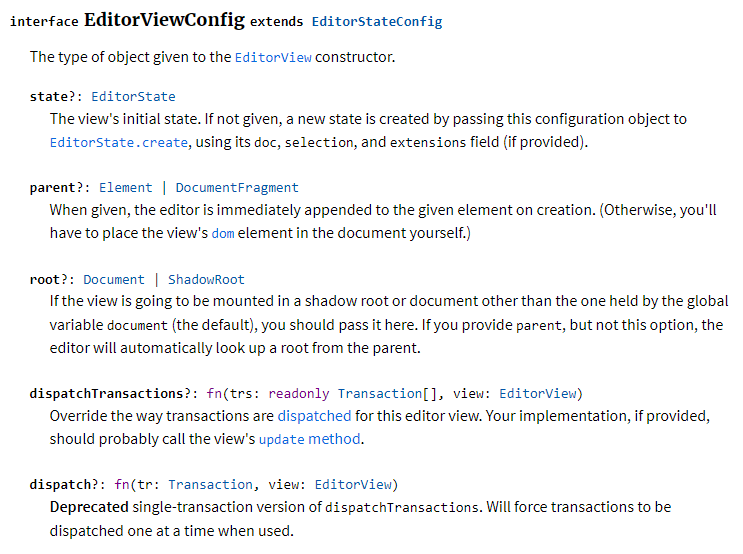 interface EditorViewConfig extends EditorStateConfig
The type of object given to the EditorView constructor.
state?: EditorState
The view's initial state. If not given, a new state is created by passing this configuration object to
EditorState.create, using its doc, selection, and extensions field (if provided).
parent?: Element | DocumentFragment
When given, the editor is immediately appended to the given element on creation. (Otherwise, you'll
have to place the view's dom element in the document yourself.)
root?: Document | ShadowRoot
If the view is going to be mounted in a shadow root or document other than the one held by the global
variable document (the default), you should pass it here. If you provide parent, but not this option, the
editor will automatically look up a root from the parent.
dispatchTransactions?: fn(trs: readonly Transaction[], view: EditorView)
Override the way transactions are dispatched for this editor view. Your implementation, if provided,
should probably call the view's update method.
dispatch?: fn(tr: Transaction, view: EditorView)
Deprecated single-transaction version of dispatchTransactions. Will force transactions to be
dispatched one at a time when used.